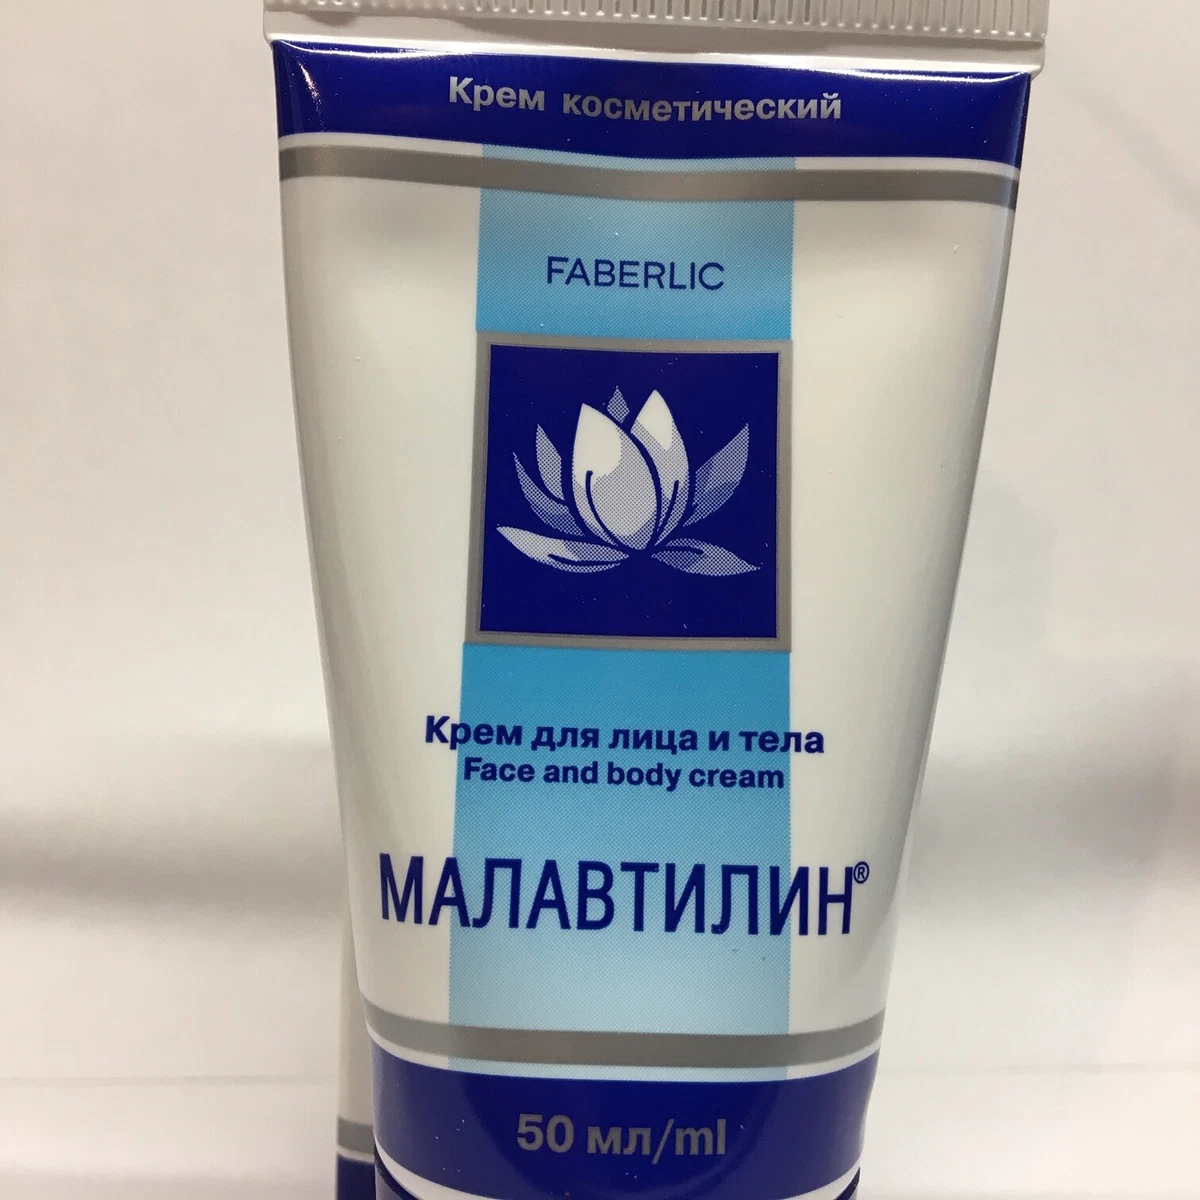 Крем косметический
FABERLIC
Крем для лица и тела
Face and body cream
МАЛАВТИЛИН®
50 мл/ml